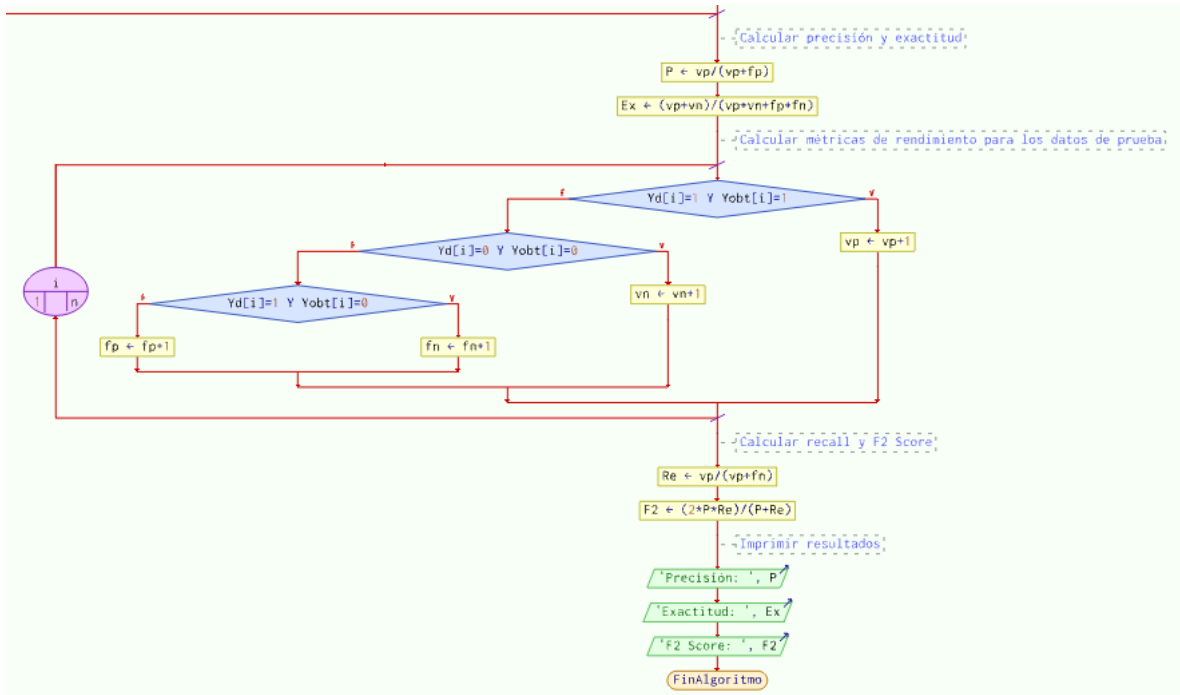 Calcular precisión y exactitud
P ← vp/(vp+fp)
Ex ← (vp+vn)/(vp+vn+fp+fn)
Calcular métricas de rendimiento para los datos de prueba
f
Yd[i]=1 Y Yobt[i]=1
v
f
Yd[i]=0 Y Yobt[i]=0
v
vp ← vp+1
i
1
n
f
Yd[i]=1 Y Yobt[i]=0
v
vn ← vn+1
fp ← fp+1
fn ← fn+1
Calcular recall y F2 Score
Re ← vp/(vp+fn)
F2 ← (2*P*Re)/(P+Re)
Imprimir resultados
'Precisión: ', P
'Exactitud: ', Ex
'F2 Score: ', F2
FinAlgoritmo